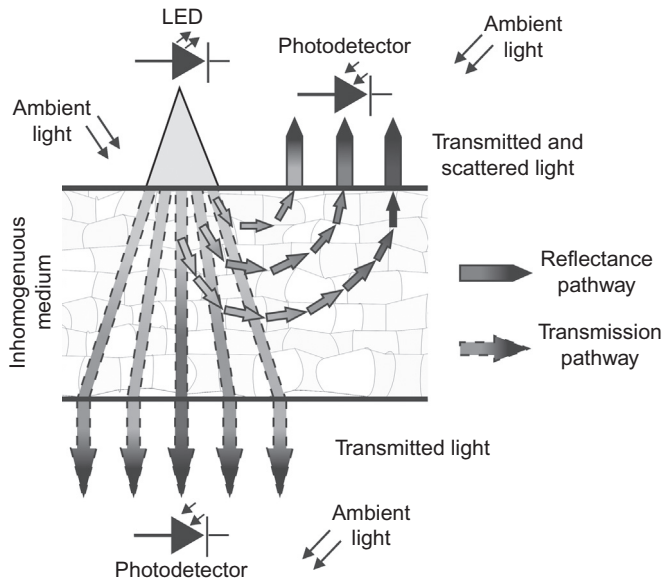 LED
Photodetector
Ambient
light
Ambient
light
Transmitted and
scattered light
Inhomogenuous
medium
Reflectance
pathway
Transmission
pathway
Transmitted light
Ambient
light
Photodetector